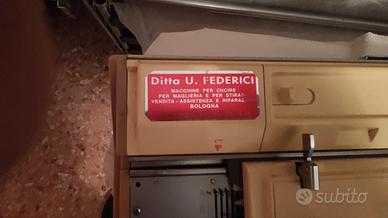 Ditta U. FEDERICI
MACCHINE PER CUCIRE
PER MAGLIERIA E PER STIRARE
VENDITA - ASSISTENZA E RIPARAZ.
BOLOGNA
subito